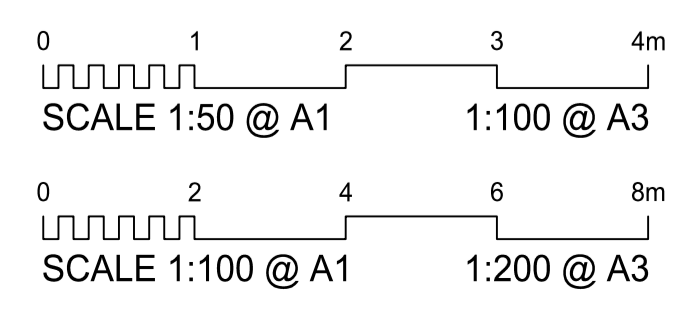 0 1 2 3 4m
SCALE 1:50 @ A1 1:100 @ A3
0 2 4 6 8m
SCALE 1:100 @ A1 1:200 @ A3